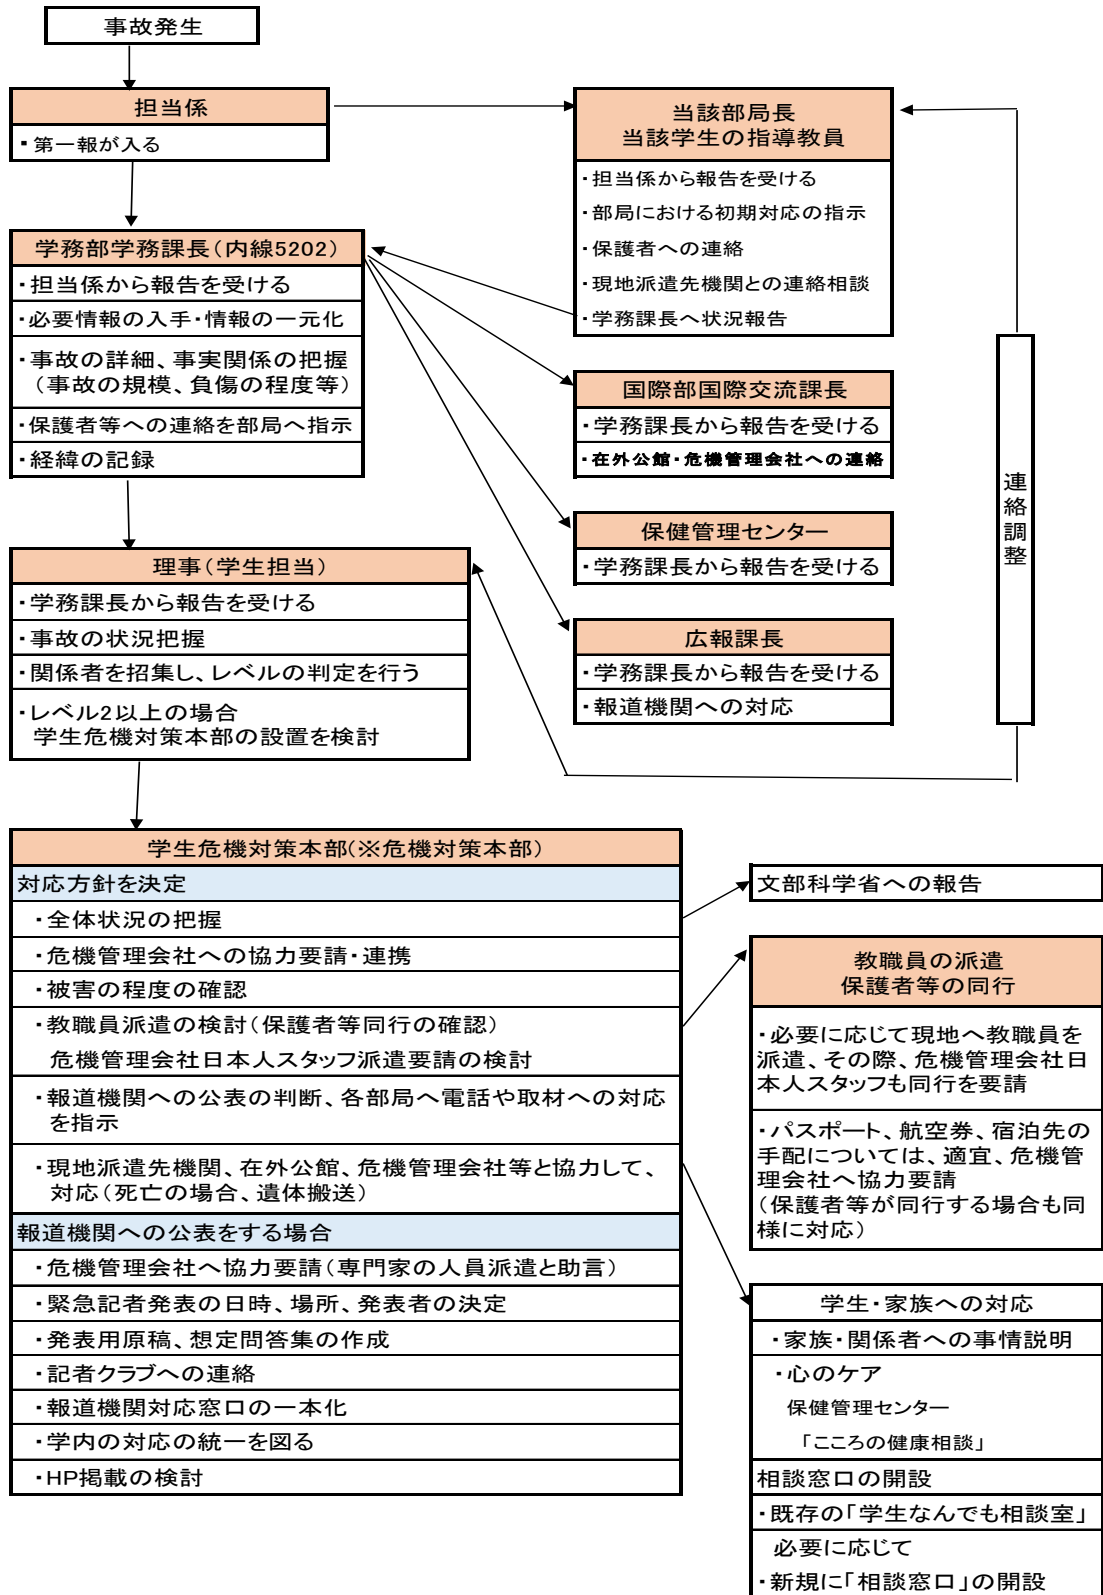 事故発生
担当係
▪第一報が入る
当該部局長
当該学生の指導教員
・担当係から報告を受ける
・部局における初期対応の指示
・保護者への連絡
・現地派遣先機関との連絡相談
・学務課長へ状況報告
学務部学務課長(内線5202)
・担当係から報告を受ける
・必要情報の入手・情報の一元化
・事故の詳細、事実関係の把握
(事故の規模、負傷の程度等)
・保護者等への連絡を部局へ指示
・経緯の記録
国際部国際交流課長
・学務課長から報告を受ける
・在外公館・危機管理会社への連絡
保健管理センター
・学務課長から報告を受ける
広報課長
・学務課長から報告を受ける
・報道機関への対応
連絡調整
理事(学生担当)
・学務課長から報告を受ける
・事故の状況把握
・関係者を招集し、レベルの判定を行う
・レベル2以上の場合
学生危機対策本部の設置を検討
学生危機対策本部(※危機対策本部)
対応方針を決定
・全体状況の把握
・危機管理会社への協力要請・連携
・被害の程度の確認
・教職員派遣の検討(保護者等同行の確認)
危機管理会社日本人スタッフ派遣要請の検討
・報道機関への公表の判断、各部局へ電話や取材への対応
を指示
・現地派遣先機関、在外公館、危機管理会社等と協力して、
対応(死亡の場合、遺体搬送)
報道機関への公表をする場合
・危機管理会社へ協力要請(専門家の人員派遣と助言)
・緊急記者発表の日時、場所、発表者の決定
・発表用原稿、想定問答集の作成
・記者クラブへの連絡
・報道機関対応窓口の一本化
・学内の対応の統一を図る
・HP掲載の検討
文部科学省への報告
教職員の派遣
保護者等の同行
・必要に応じて現地へ教職員を
派遣、その際、危機管理会社日
本人スタッフも同行を要請
・パスポート、航空券、宿泊先の
手配については、適宜、危機管
理会社へ協力要請
(保護者等が同行する場合も同
様に対応)
学生・家族への対応
・家族・関係者への事情説明
・心のケア
保健管理センター
「こころの健康相談」
相談窓口の開設
・既存の「学生なんでも相談室」
必要に応じて
・新規に「相談窓口」の開設